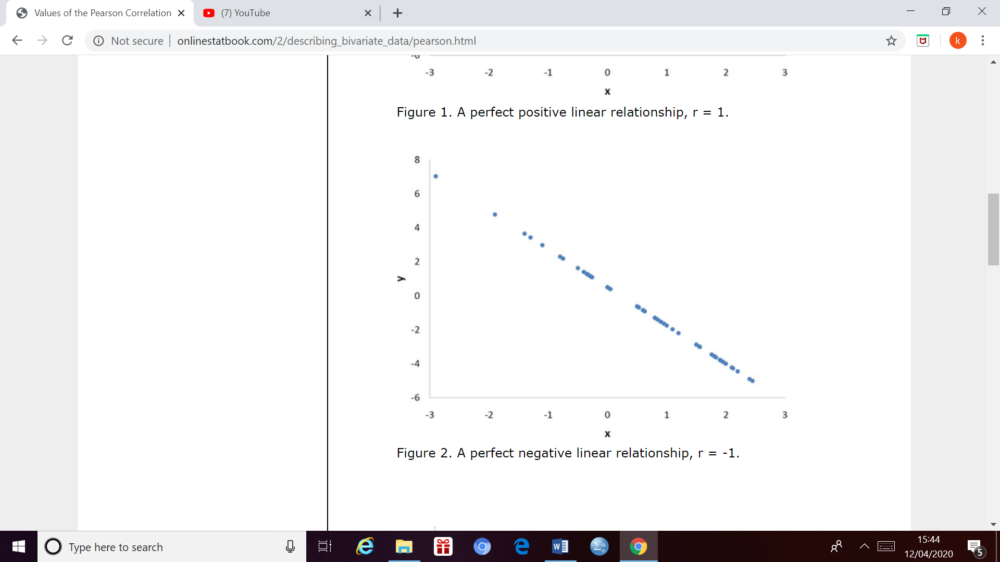 Values of the Pearson Correlation
(7) YouTube
Not secure
onlinestatbook.com/2/describing_bivariate_data/pearson.html
k
-6
-3 -2 -1 0 1 2 3
x
Figure 1. A perfect positive linear relationship, r = 1.
8
6
4
2
y
0
-2
-4
-6
-3 -2 -1 0 1 2 3
x
Figure 2. A perfect negative linear relationship, r = -1.
Type here to search
W
Σα
15:44
12/04/2020
5